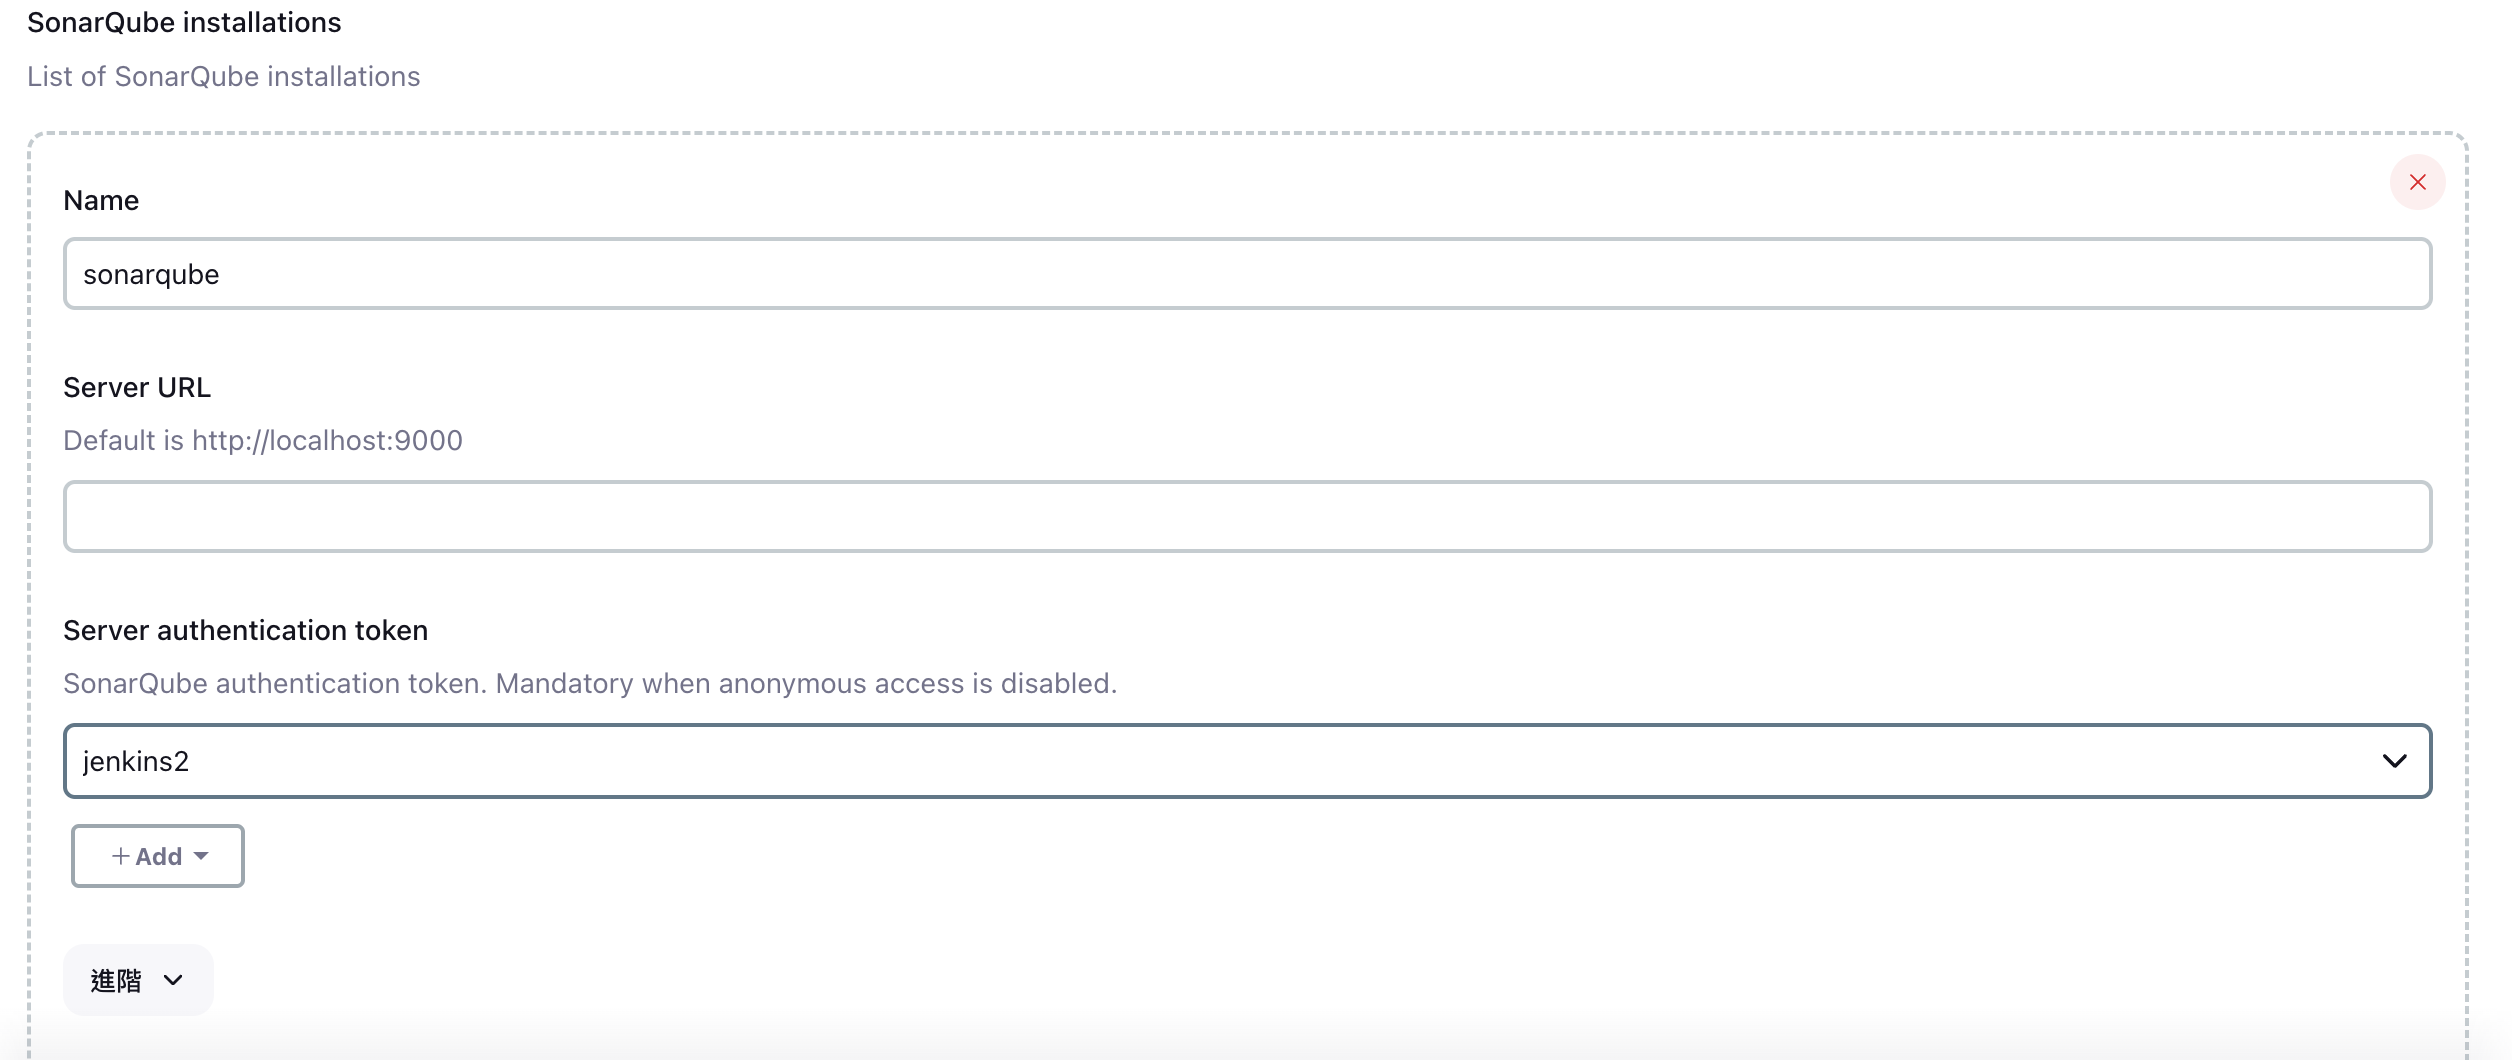 SonarQube installations
List of SonarQube installations
Name
sonarqube
Server URL
Default is http://localhost:9000
Server authentication token
SonarQube authentication token. Mandatory when anonymous access is disabled.
jenkins2
+ Add
進階